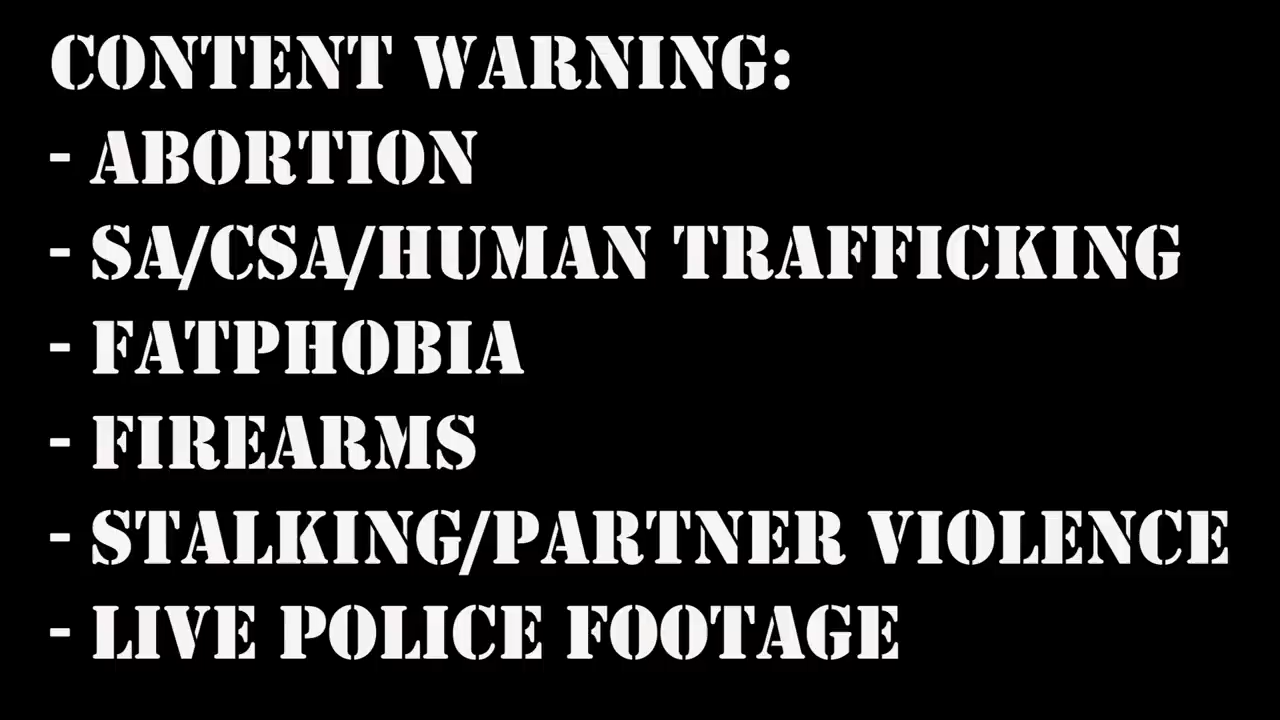 CONTENT WARNING:
- ABORTION
- SA/CSA/HUMAN TRAFFICKING
- FATPHOBIA
- FIREARMS
- STALKING/PARTNER VIOLENCE
- LIVE POLICE FOOTAGE